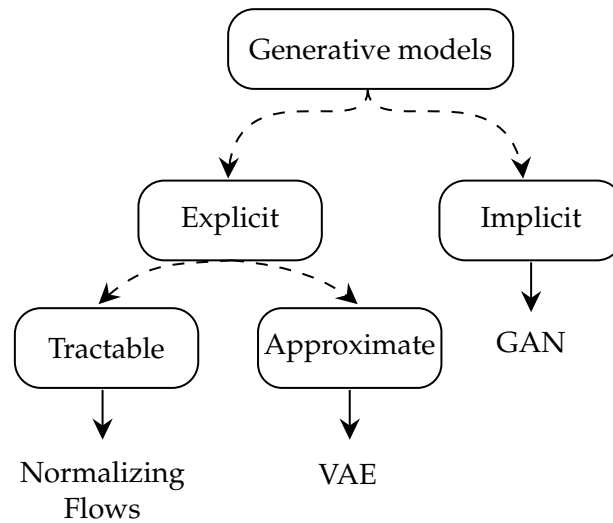 Generative models
Explicit
Implicit
Tractable
Approximate
GAN
Normalizing
Flows
VAE